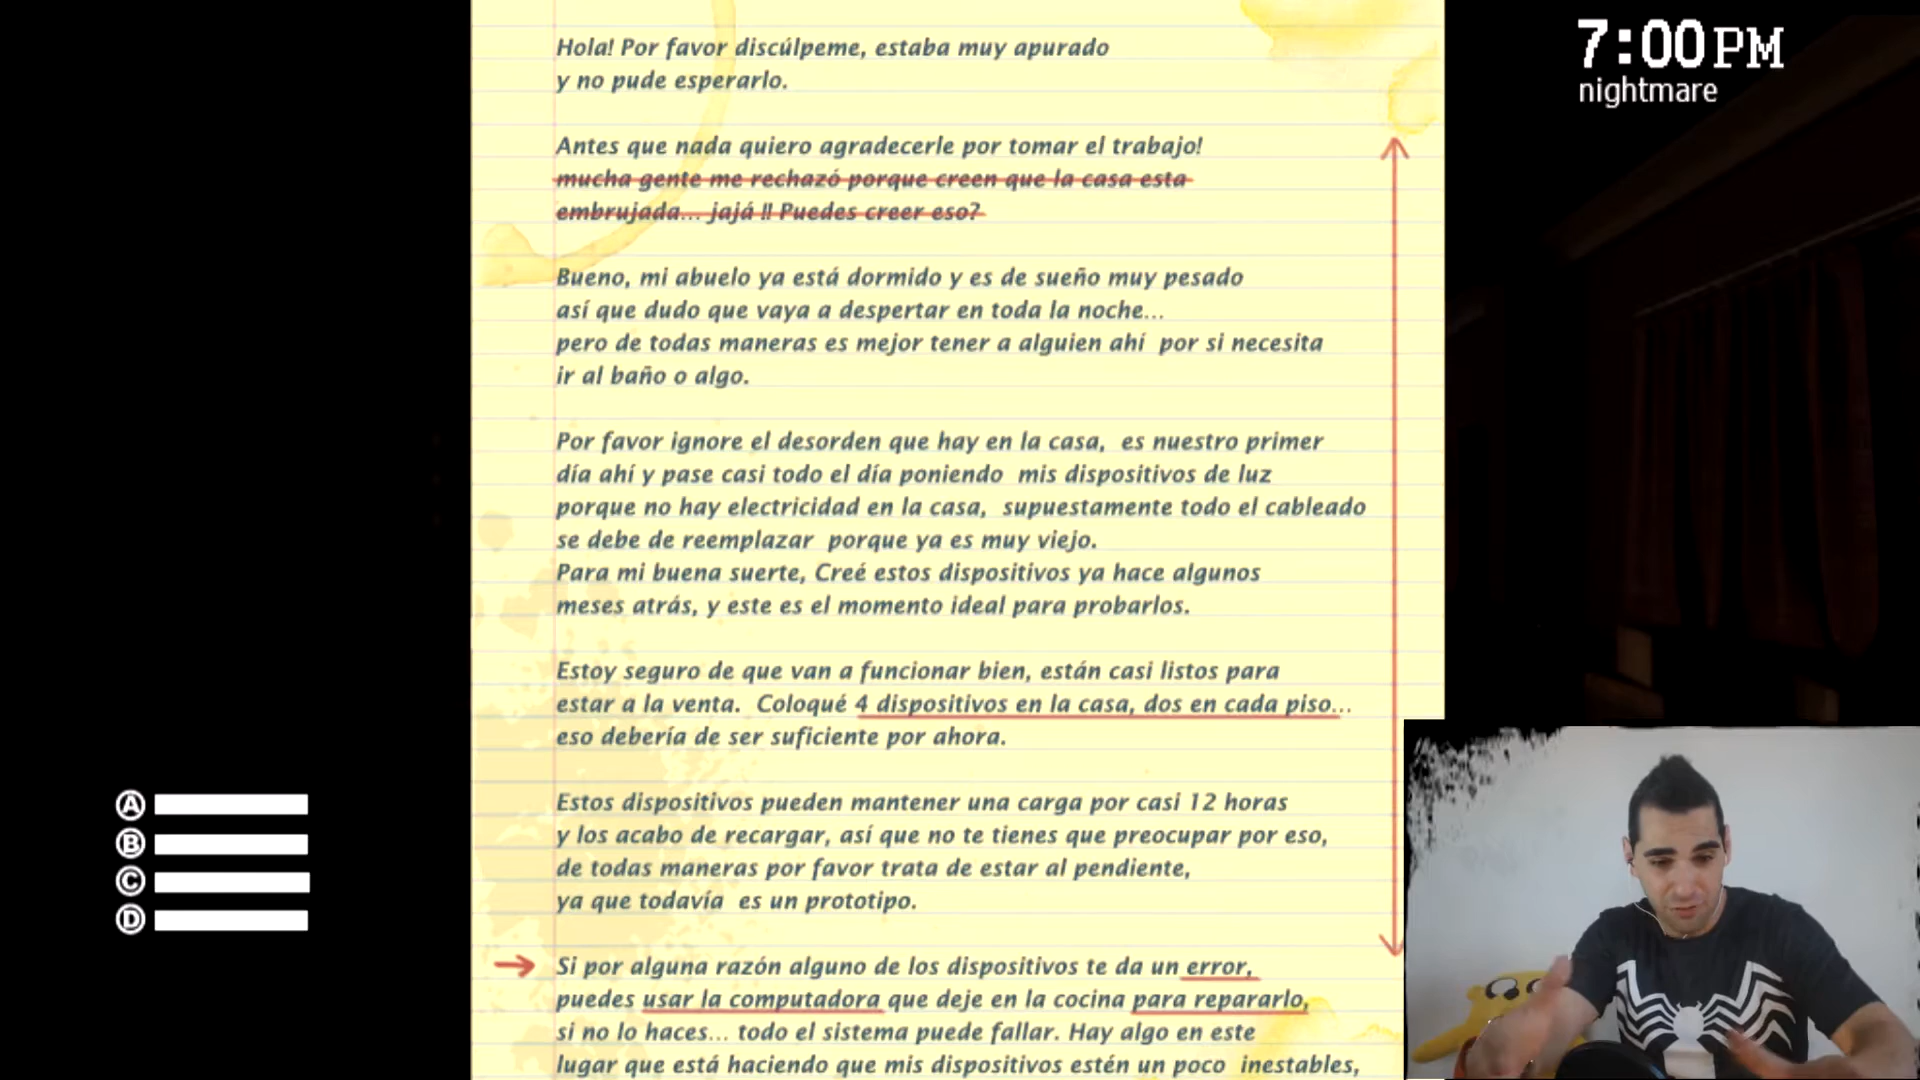 Hola! Por favor discúlpeme, estaba muy apurado
y no pude esperarlo.
Antes que nada quiero agradecerle por tomar el trabajo!
mucha gente me rechazó porque creen que la casa esta
embrujada... jajá !! Puedes creer eso?
Bueno, mi abuelo ya está dormido y es de sueño muy pesado
así que dudo que vaya a despertar en toda la noche...
pero de todas maneras es mejor tener a alguien ahí por si necesita
ir al baño o algo.
Por favor ignore el desorden que hay en la casa, es nuestro primer
día ahí y pase casi todo el día poniendo mis dispositivos de luz
porque no hay electricidad en la casa, supuestamente todo el cableado
se debe de reemplazar porque ya es muy viejo.
Para mi buena suerte, Creé estos dispositivos ya hace algunos
meses atrás, y este es el momento ideal para probarlos.
Estoy seguro de que van a funcionar bien, están casi listos para
estar a la venta. Coloqué 4 dispositivos en la casa, dos en cada piso...
eso debería de ser suficiente por ahora.
Estos dispositivos pueden mantener una carga por casi 12 horas
y los acabo de recargar, así que no te tienes que preocupar por eso,
de todas maneras por favor trata de estar al pendiente,
ya que todavía es un prototipo.
Si por alguna razón alguno de los dispositivos te da un error,
puedes usar la computadora que deje en la cocina para repararlo,
si no lo haces... todo el sistema puede fallar. Hay algo en este
lugar que está haciendo que mis dispositivos estén un poco inestables,
7:00 PM
nightmare
A
B
C
D